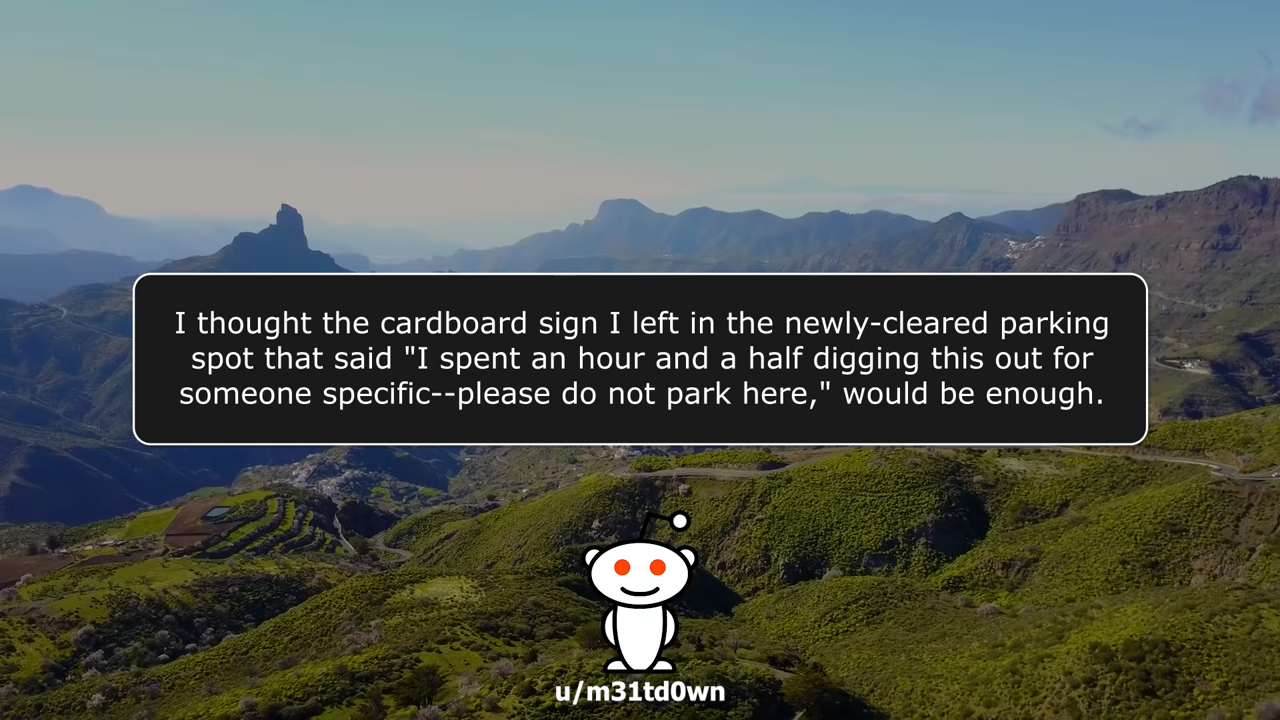 I thought the cardboard sign I left in the newly-cleared parking
spot that said "I spent an hour and a half digging this out for
someone specific--please do not park here," would be enough.
u/m31td0wn